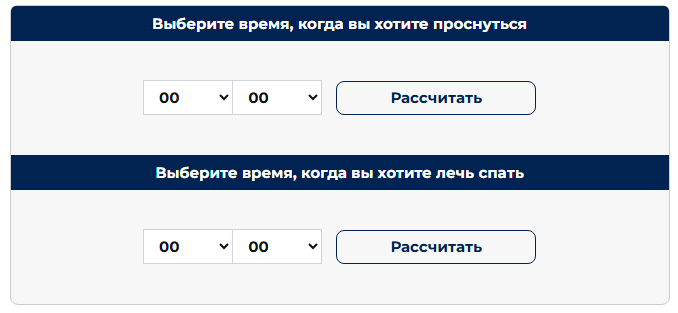 Выберите время, когда вы хотите проснуться
00 00 Рассчитать
Выберите время, когда вы хотите лечь спать
00 00 Рассчитать